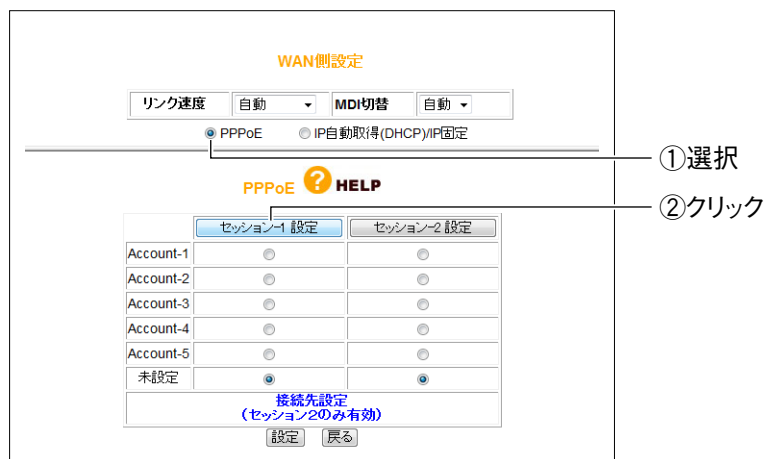 WAN側設定
リンク速度 自動 MDI切替 自動
PPPoE IP自動取得(DHCP)/IP固定
①選択
PPPoE ? HELP
②クリック
セッション-1 設定 セッション-2 設定
Account-1
Account-2
Account-3
Account-4
Account-5
未設定
接続先設定
(セッション2のみ有効)
設定 戻る